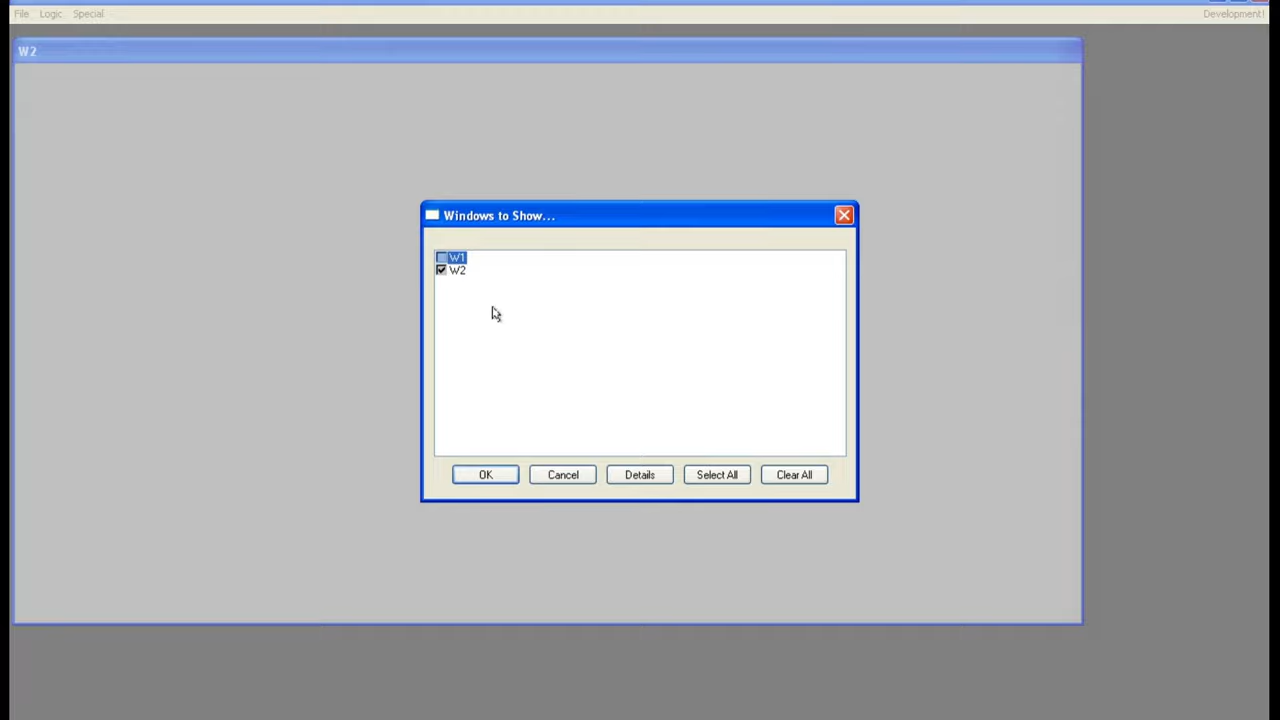 File Logic Special Development!
W2
Windows to Show...
W1
W2
OK Cancel Details Select All Clear All